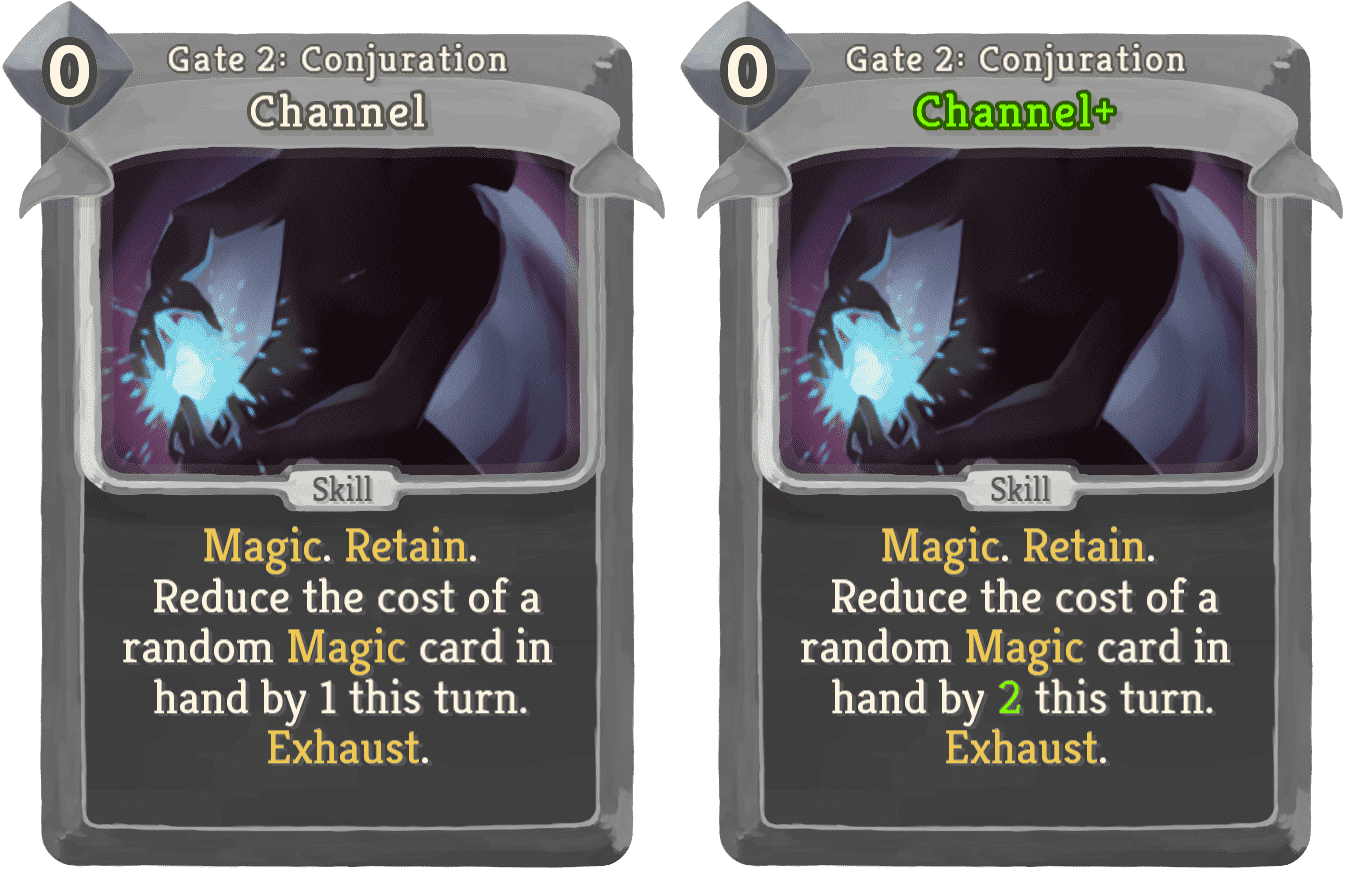 0
Gate 2: Conjuration
Channel
Skill
Magic. Retain.
Reduce the cost of a
random Magic card in
hand by 1 this turn.
Exhaust.
0
Gate 2: Conjuration
Channel+
Skill
Magic. Retain.
Reduce the cost of a
random Magic card in
hand by 2 this turn.
Exhaust.